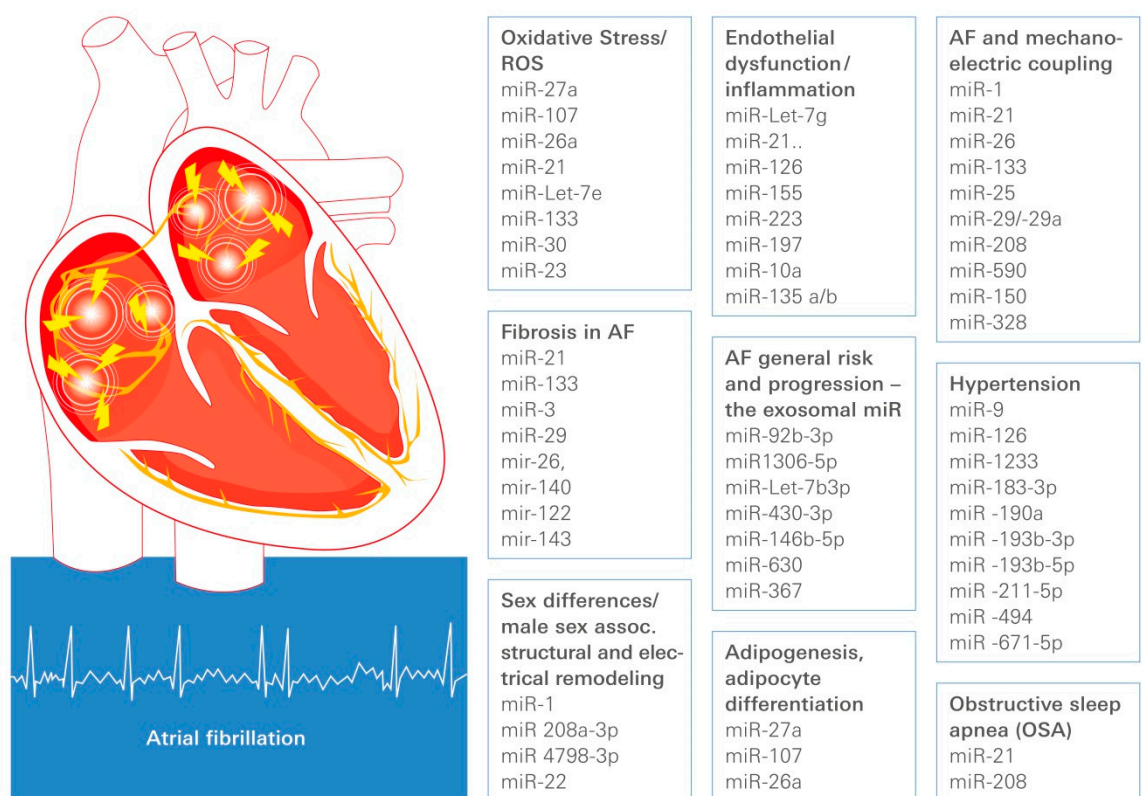 Oxidative Stress/
ROS
miR-27a
miR-107
miR-26a
miR-21
miR-Let-7e
miR-133
miR-30
miR-23
Fibrosis in AF
miR-21
miR-133
miR-3
miR-29
mir-26,
mir-140
mir-122
mir-143
Sex differences/
male sex assoc.
structural and elec-
trical remodeling
miR-1
miR 208a-3p
miR 4798-3p
miR-22
Endothelial
dysfunction/
inflammation
miR-Let-7g
miR-21..
miR-126
miR-155
miR-223
miR-197
miR-10a
miR-135 a/b
AF general risk
and progression –
the exosomal miR
miR-92b-3p
miR1306-5p
miR-Let-7b3p
miR-430-3p
miR-146b-5p
miR-630
miR-367
Adipogenesis,
adipocyte
differentiation
miR-27a
miR-107
miR-26a
AF and mechano-
electric coupling
miR-1
miR-21
miR-26
miR-133
miR-25
miR-29/-29a
miR-208
miR-590
miR-150
miR-328
Hypertension
miR-9
miR-126
miR-1233
miR-183-3p
miR -190a
miR -193b-3p
miR -193b-5p
miR -211-5p
miR -494
miR -671-5p
Obstructive sleep
apnea (OSA)
miR-21
miR-208
Atrial fibrillation